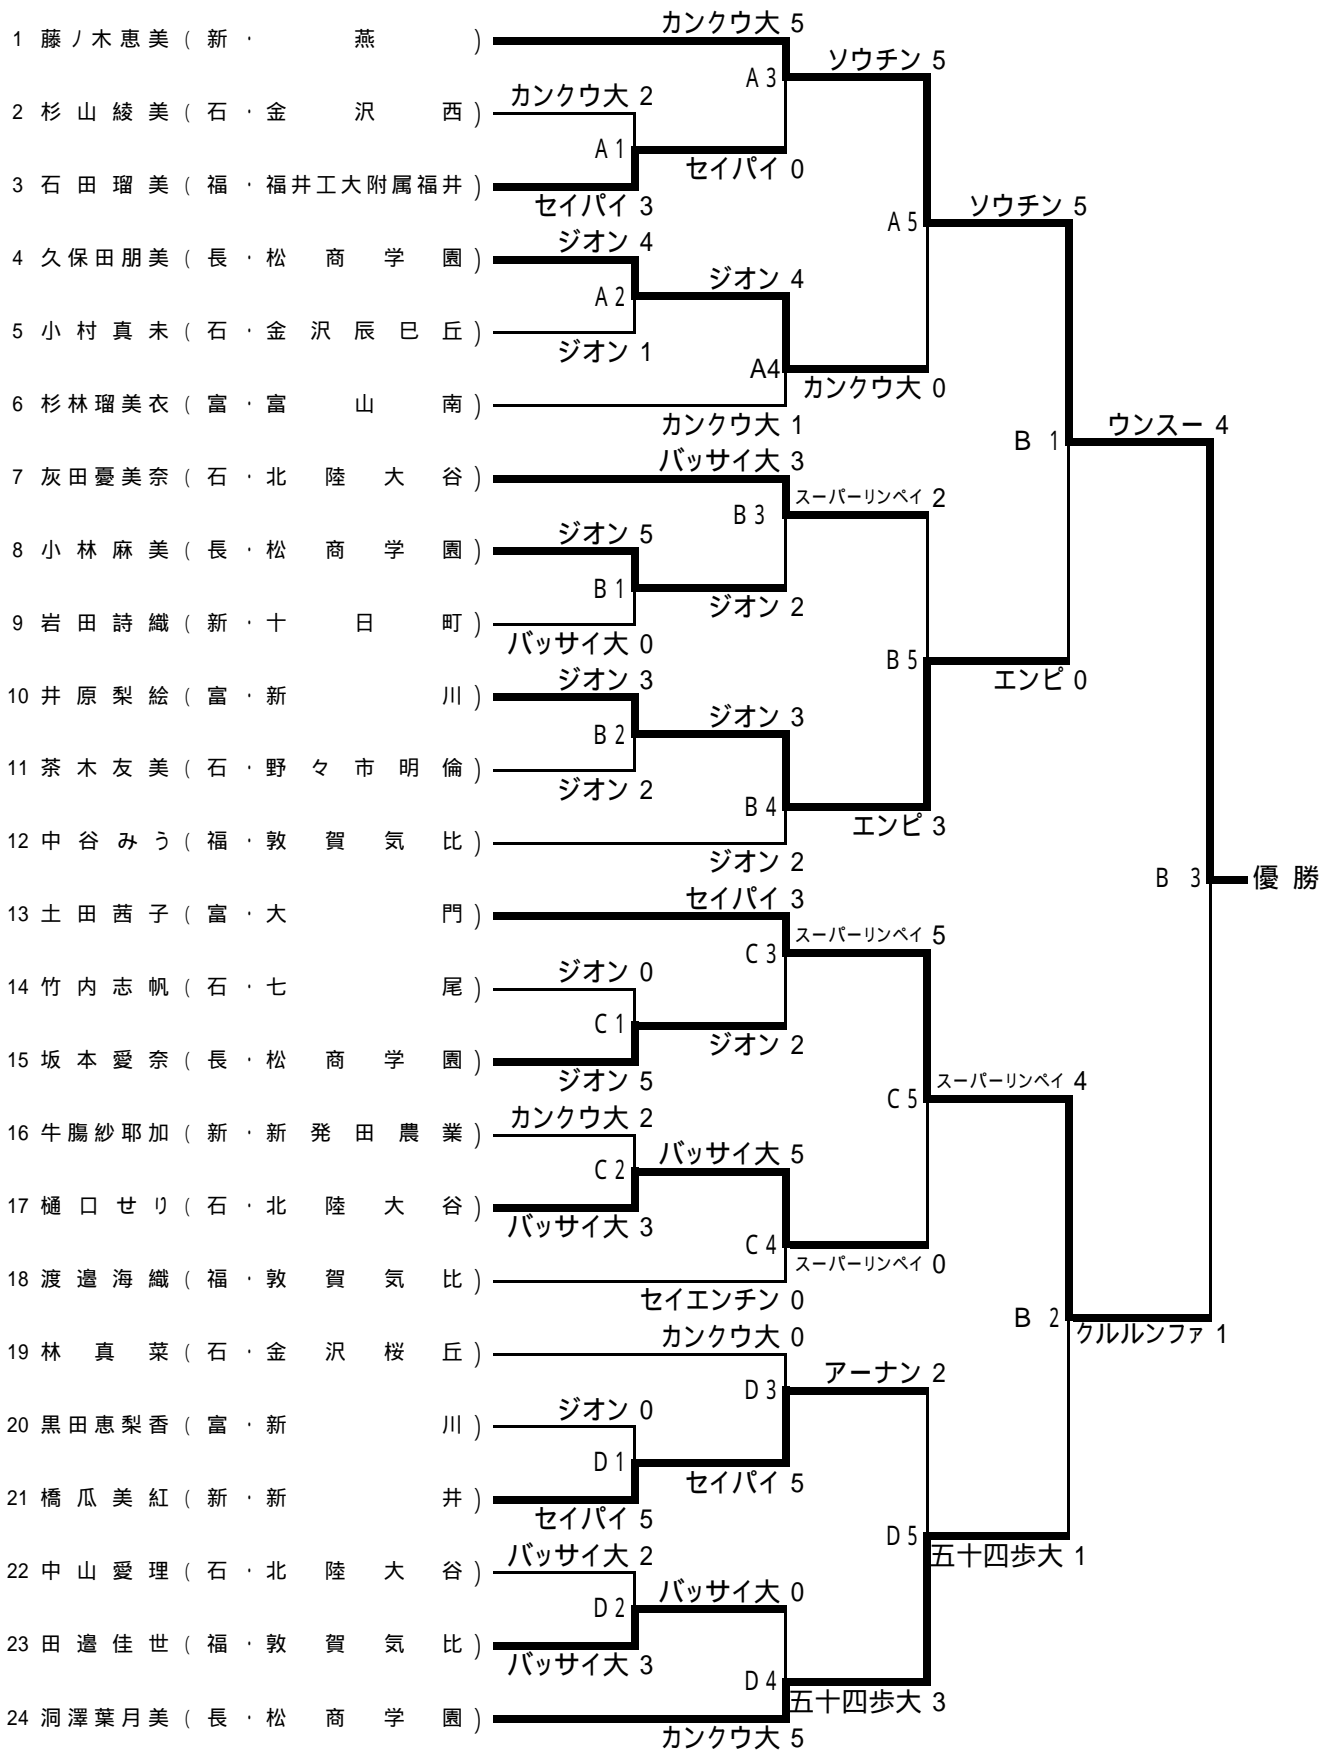 カンクウ大 5
1 藤ノ木恵美 ( 新 ・ 燕 )
ソウチン 5
A 3
カンクウ大 2
2 杉山綾美 ( 石 ・ 金沢西 )
A 1
セイパイ 0
3 石田瑠美 ( 福 ・ 福井工大附属福井 )
セイパイ 3
ソウチン 5
A 5
ジオン 4
4 久保田朋美 ( 長 ・ 松商学園 )
ジオン 4
A 2
5 小村真未 ( 石 ・ 金沢辰巳丘 )
ジオン 1
A4
カンクウ大 0
6 杉林瑠美衣 ( 富 ・ 富山南 )
カンクウ大 1
ウンスー 4
B 1
バッサイ大 3
7 灰田憂美奈 ( 石 ・ 北陸大谷 )
スーパーリンペイ 2
B 3
ジオン 5
8 小林麻美 ( 長 ・ 松商学園 )
B 1
ジオン 2
9 岩田詩織 ( 新 ・ 十日町 )
バッサイ大 0
B 5
エンピ 0
ジオン 3
10 井原梨絵 ( 富 ・ 新川 )
ジオン 3
B 2
11 茶木友美 ( 石 ・ 野々市明倫 )
ジオン 2
B 4
エンピ 3
12 中谷みう ( 福 ・ 敦賀気比 )
ジオン 2
B 3
優勝
セイパイ 3
13 土田茜子 ( 富 ・ 大門 )
スーパーリンペイ 5
C 3
ジオン 0
14 竹内志帆 ( 石 ・ 七尾 )
C 1
ジオン 2
15 坂本愛奈 ( 長 ・ 松商学園 )
ジオン 5
スーパーリンペイ 4
C 5
カンクウ大 2
16 牛膓紗耶加 ( 新 ・ 新発田農業 )
バッサイ大 5
C 2
17 樋口せり ( 石 ・ 北陸大谷 )
バッサイ大 3
C 4
スーパーリンペイ 0
18 渡邉海織 ( 福 ・ 敦賀気比 )
セイエンチン 0
B 2
クルルンファ 1
カンクウ大 0
19 林真菜 ( 石 ・ 金沢桜丘 )
アーナン 2
D 3
ジオン 0
20 黒田恵梨香 ( 富 ・ 新川 )
D 1
セイパイ 5
21 橋爪美紅 ( 新 ・ 新井 )
セイパイ 5
D 5
五十四歩大 1
バッサイ大 2
22 中山愛理 ( 石 ・ 北陸大谷 )
バッサイ大 0
D 2
23 田邉佳世 ( 福 ・ 敦賀気比 )
バッサイ大 3
D 4
五十四歩大 3
24 洞澤葉月美 ( 長 ・ 松商学園 )
カンクウ大 5